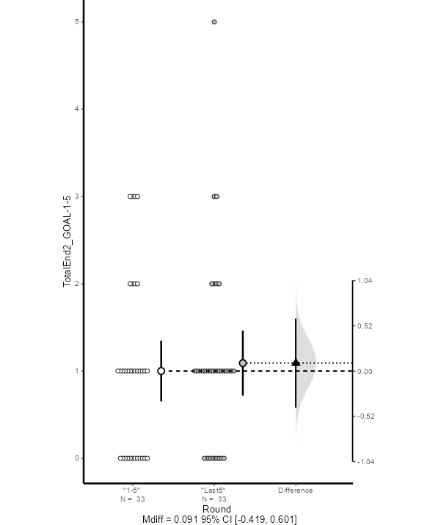 5
4
3
2
1
0
TotalEnd2_GOAL-1-5
1.04
0.52
0.00
-0.52
-1.04
"1-5" "Last5" Difference
N = 33 N = 33
Round
Mdiff = 0.091 95% CI [-0.419, 0.601]